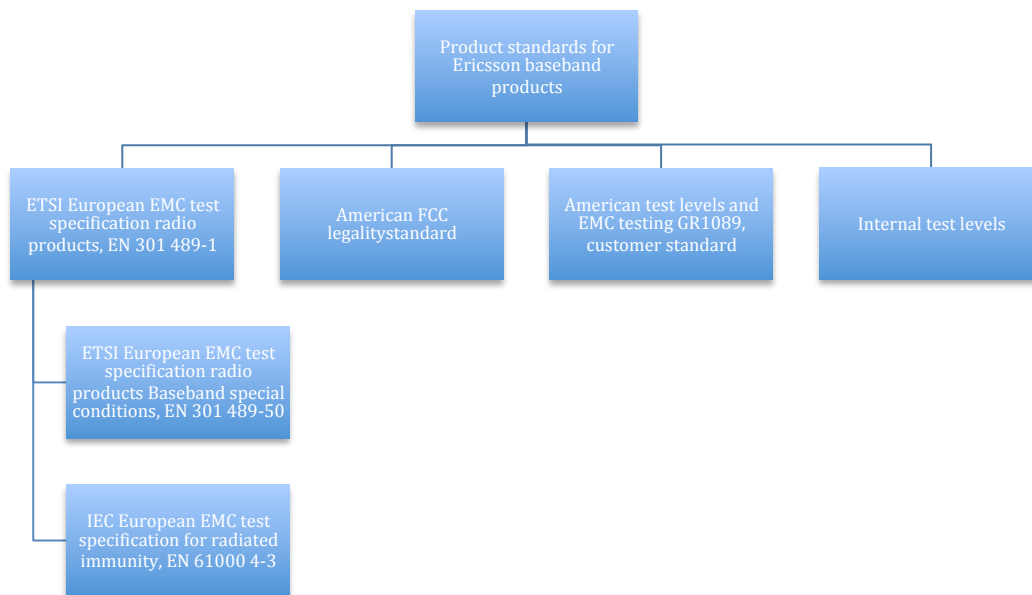 Product standards for
Ericsson baseband
products
ETSI European EMC test
specification radio
products, EN 301 489-1
American FCC
legalitystandard
American test levels and
EMC testing GR1089,
customer standard
Internal test levels
ETSI European EMC test
specification radio
products Baseband special
conditions, EN 301 489-50
IEC European EMC test
specification for radiated
immunity, EN 61000 4-3